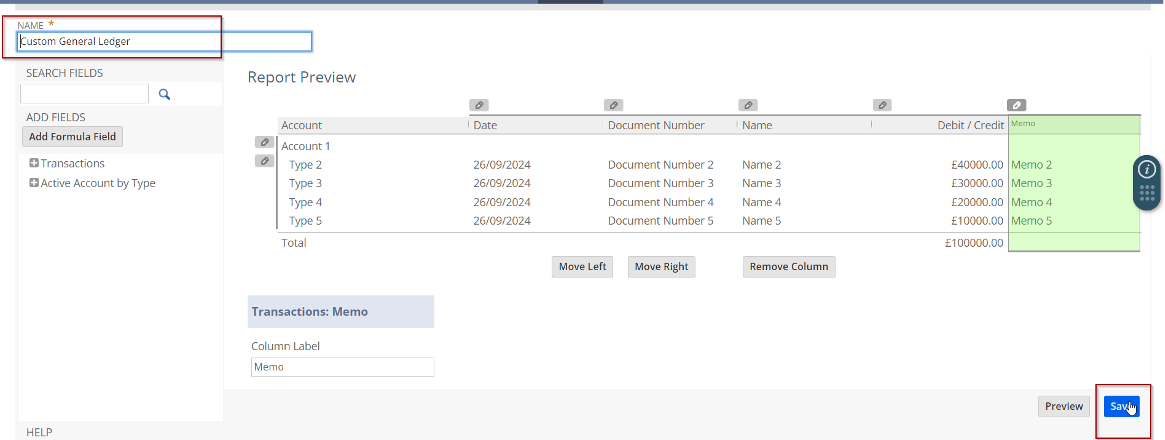 NAME *
Custom General Ledger
SEARCH FIELDS
ADD FIELDS
Add Formula Field
Transactions
Active Account by Type
HELP
Report Preview
Account Date Document Number Name Debit / Credit Memo
Account 1
Type 2 26/09/2024 Document Number 2 Name 2 £40000.00 Memo 2
Type 3 26/09/2024 Document Number 3 Name 3 £30000.00 Memo 3
Type 4 26/09/2024 Document Number 4 Name 4 £20000.00 Memo 4
Type 5 26/09/2024 Document Number 5 Name 5 £10000.00 Memo 5
Total £100000.00
Move Left Move Right Remove Column
Transactions: Memo
Column Label
Memo
Preview Save